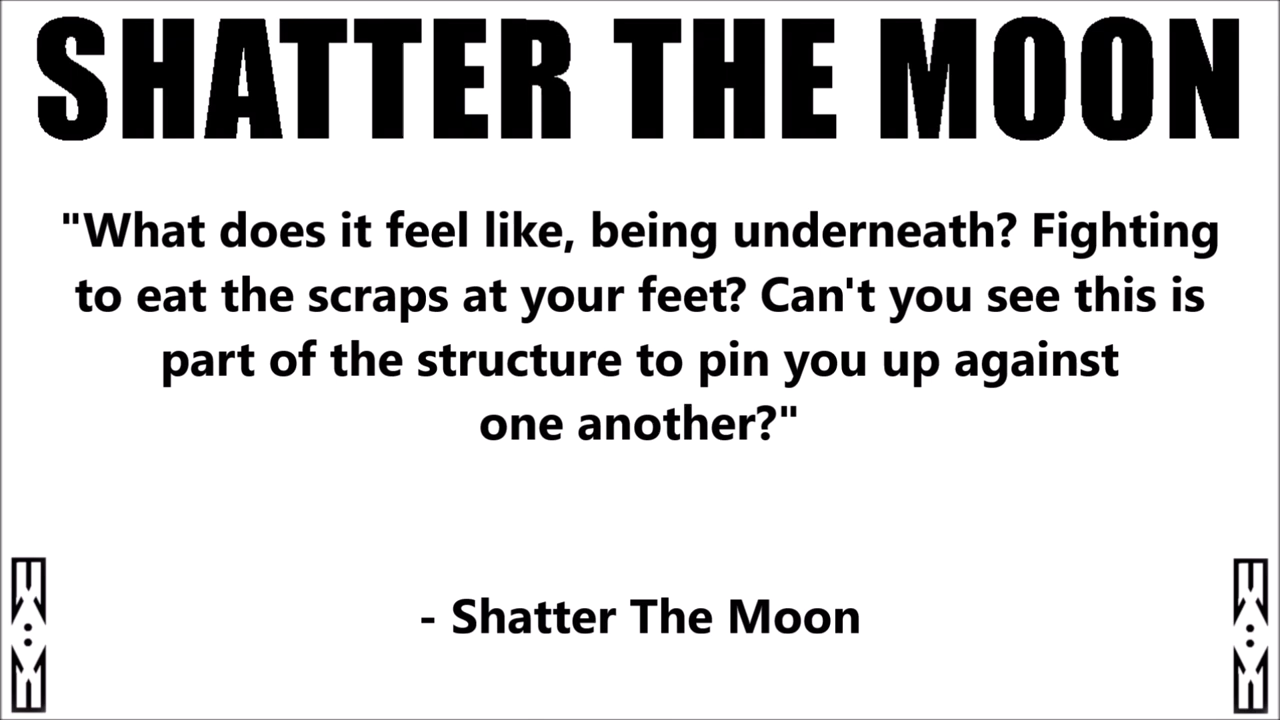 SHATTER THE MOON
"What does it feel like, being underneath? Fighting
to eat the scraps at your feet? Can't you see this is
part of the structure to pin you up against
one another?"
- Shatter The Moon